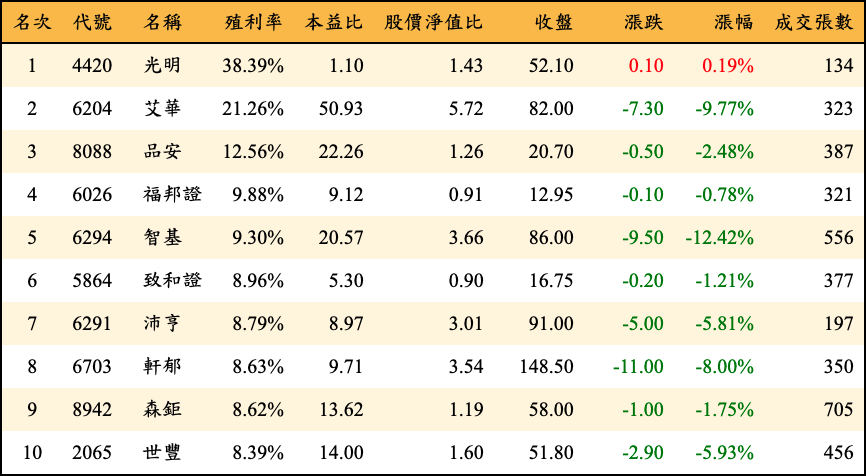 名次 代號 名稱 殖利率 本益比 股價淨值比 收盤 漲跌 漲幅 成交張數
1 4420 光明 38.39% 1.10 1.43 52.10 0.10 0.19% 134
2 6204 艾華 21.26% 50.93 5.72 82.00 -7.30 -9.77% 323
3 8088 品安 12.56% 22.26 1.26 20.70 -0.50 -2.48% 387
4 6026 福邦證 9.88% 9.12 0.91 12.95 -0.10 -0.78% 321
5 6294 智基 9.30% 20.57 3.66 86.00 -9.50 -12.42% 556
6 5864 致和證 8.96% 5.30 0.90 16.75 -0.20 -1.21% 377
7 6291 沛亨 8.79% 8.97 3.01 91.00 -5.00 -5.81% 197
8 6703 軒郁 8.63% 9.71 3.54 148.50 -11.00 -8.00% 350
9 8942 森鉅 8.62% 13.62 1.19 58.00 -1.00 -1.75% 705
10 2065 世豐 8.39% 14.00 1.60 51.80 -2.90 -5.93% 456